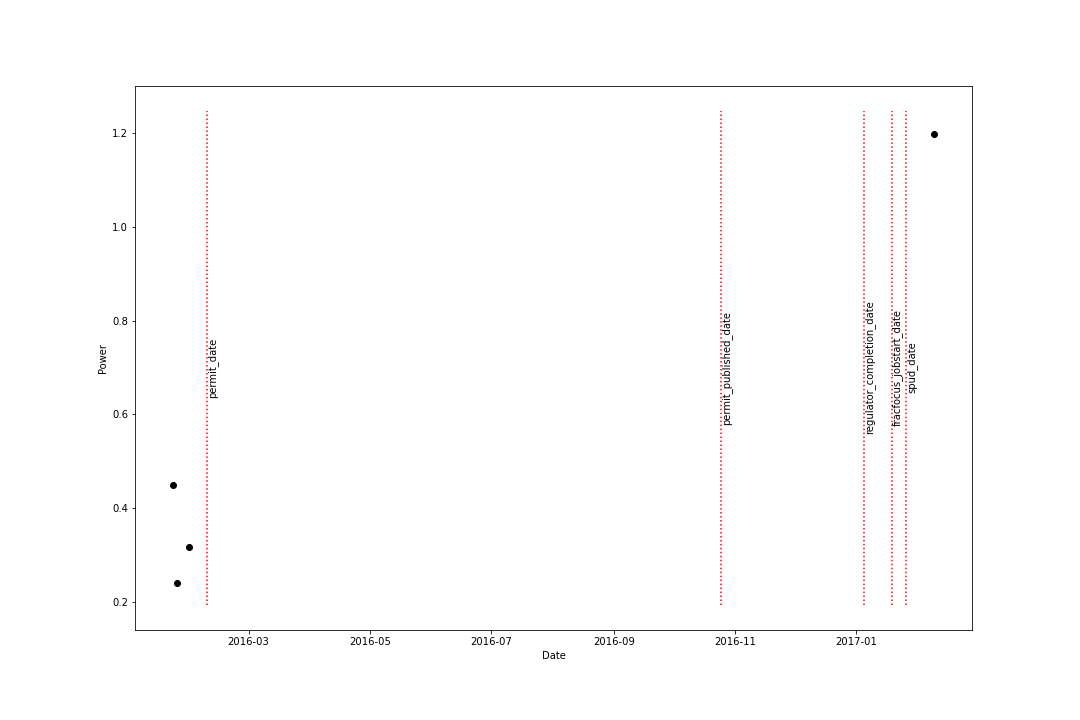 1.2
1.0
0.8
0.6
0.4
0.2
Power
permit_date
permit_published_date
regulator_completion_date
fracfocus_jobstart_date
spud_date
2016-03
2016-05
2016-07
2016-09
2016-11
2017-01
Date